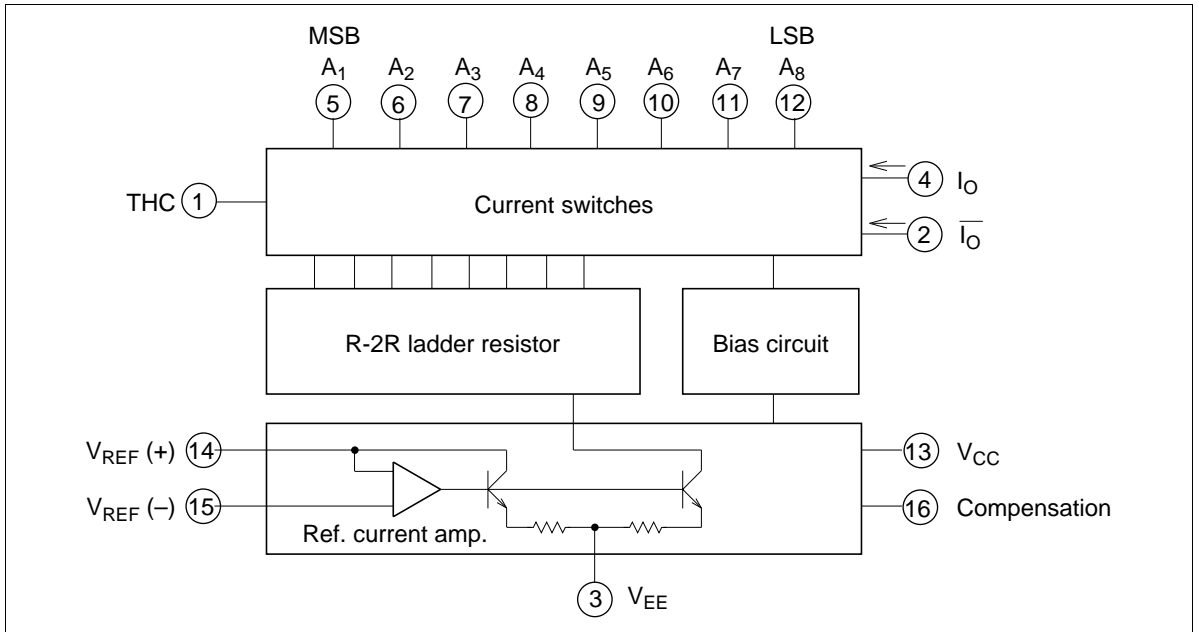 MSB LSB
A1 A2 A3 A4 A5 A6 A7 A8
5 6 7 8 9 10 11 12
THC 1
Current switches
4 IO
2 I̅O̅
R-2R ladder resistor
Bias circuit
VREF (+) 14
VREF (–) 15
Ref. current amp.
13 VCC
16 Compensation
3 VEE